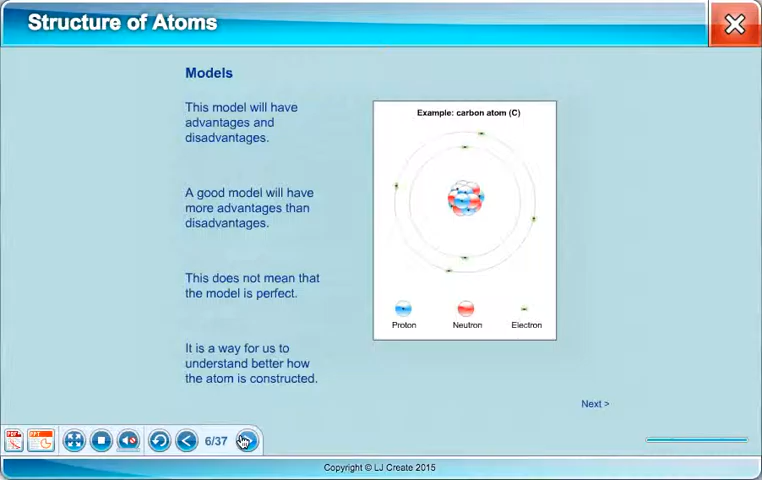 Structure of Atoms
Models
This model will have
advantages and
disadvantages.
A good model will have
more advantages than
disadvantages.
This does not mean that
the model is perfect.
It is a way for us to
understand better how
the atom is constructed.
Example: carbon atom (C)
Proton
Neutron
Electron
Next >
PDF
PPT
6/37
Copyright © LJ Create 2015